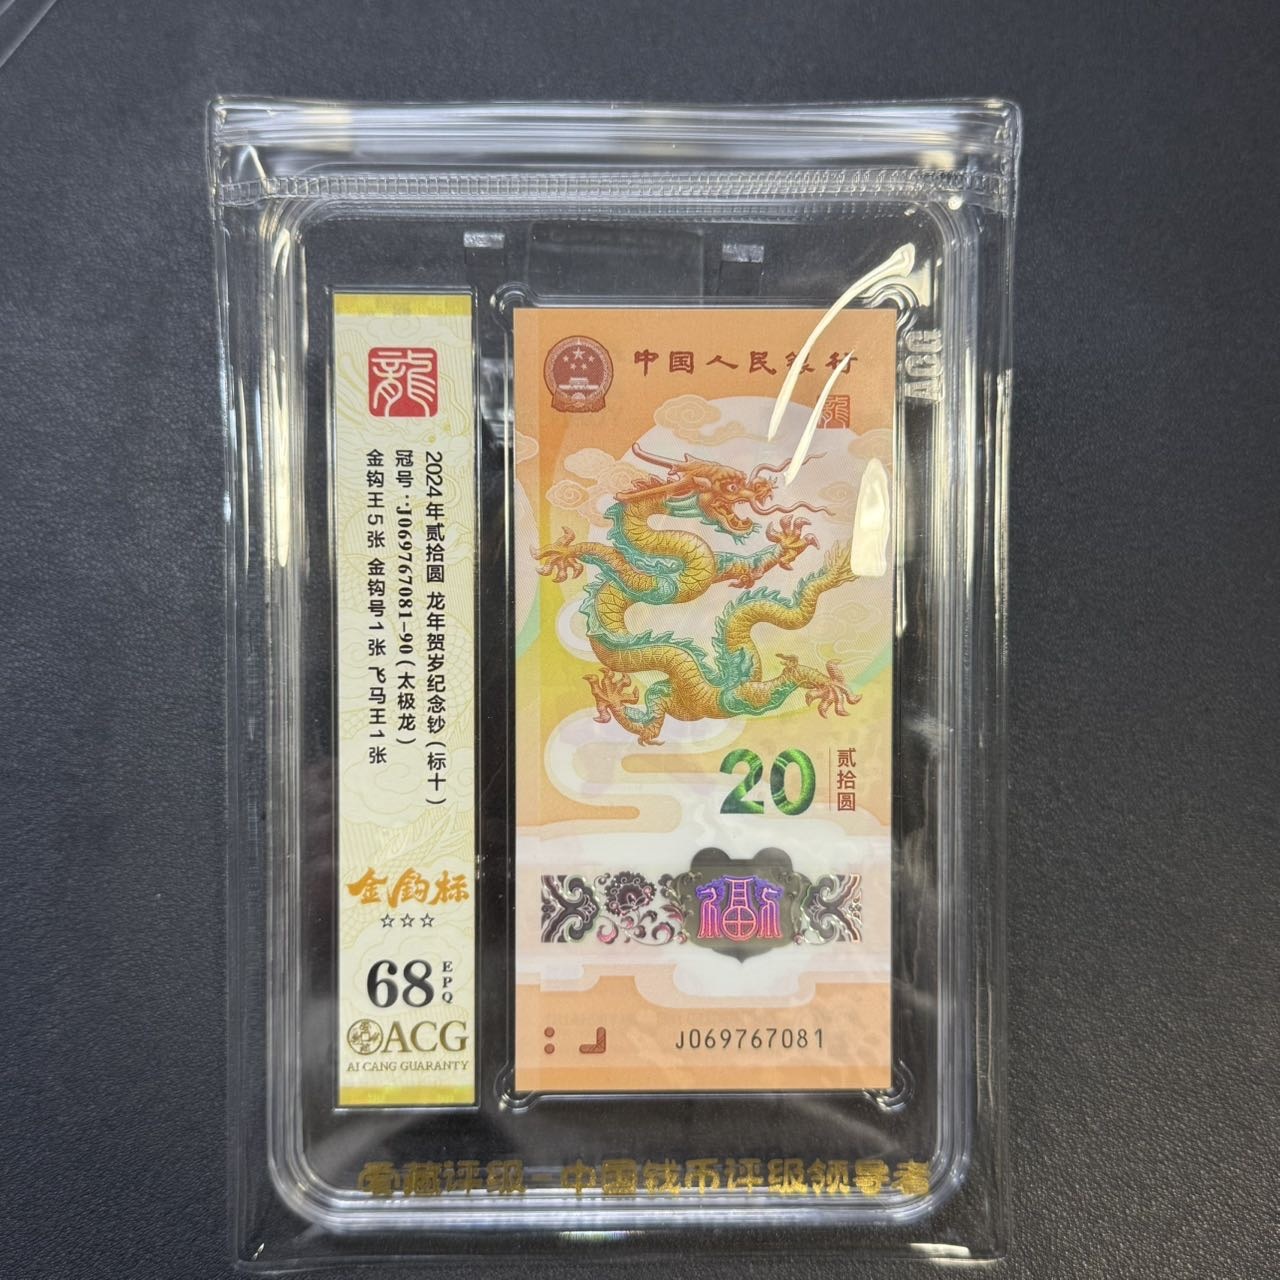 龍
2024年贰拾圆 龙年贺岁纪念钞(标十)
冠号:J069767081-90(太极龙)
金钩王5张 金钩号1张 飞马王1张
金钩标
☆☆☆
68 EPQ
ACG
AI CANG GUARANTY
中国人民银行
龍
20 贰拾圆
福
J069767081
ACG
爱藏评级-中国钱币评级领导者